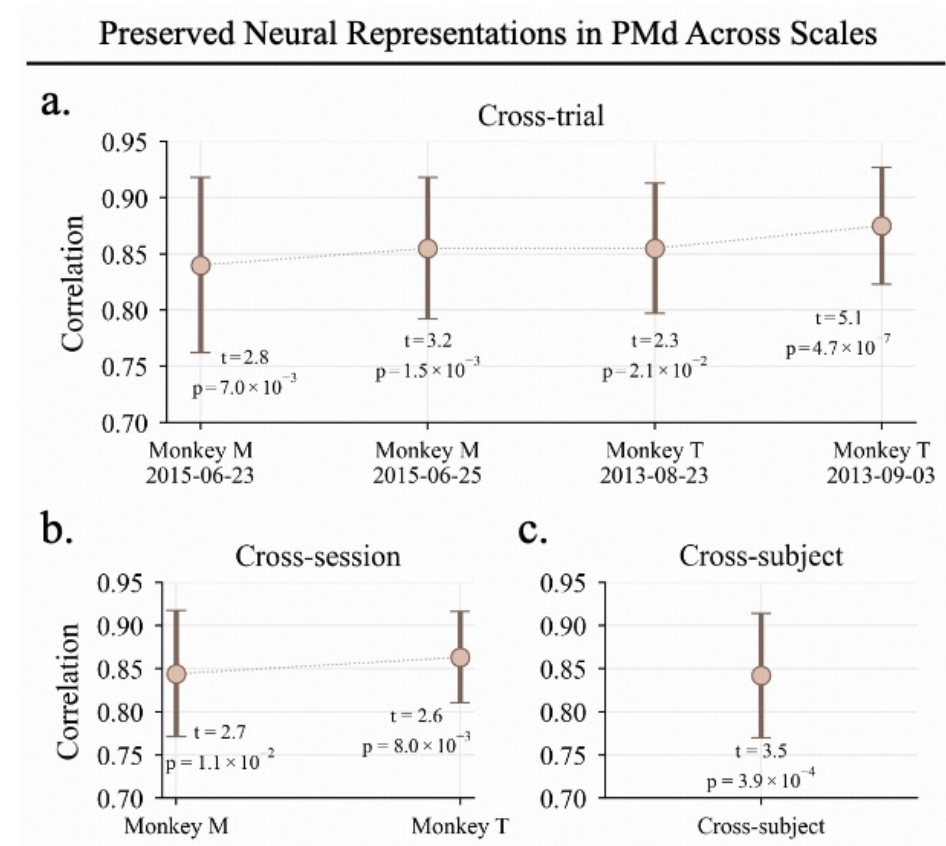 Preserved Neural Representations in PMd Across Scales
a.
Cross-trial
Correlation
0.95
0.90
0.85
0.80
0.75
0.70
t=2.8
p=7.0×10⁻³
t=3.2
p=1.5×10⁻³
t=2.3
p=2.1×10⁻²
t=5.1
p=4.7×10⁻⁷
Monkey M
2015-06-23
Monkey M
2015-06-25
Monkey T
2013-08-23
Monkey T
2013-09-03
b.
Cross-session
Correlation
0.95
0.90
0.85
0.80
0.75
0.70
t = 2.7
p = 1.1 × 10⁻²
t = 2.6
p = 8.0 × 10⁻³
Monkey M
Monkey T
c.
Cross-subject
0.95
0.90
0.85
0.80
0.75
0.70
t = 3.5
p = 3.9 × 10⁻⁴
Cross-subject